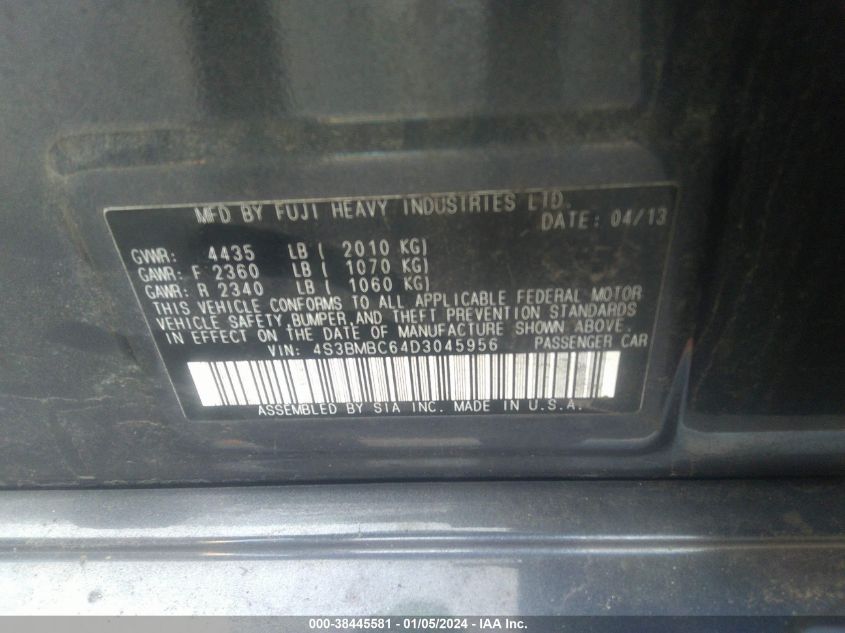 MFD BY FUJI HEAVY INDUSTRIES LTD.
DATE: 04/13
GVWR: 4435 LB ( 2010 KG)
GAWR: F 2360 LB ( 1070 KG)
GAWR: R 2340 LB ( 1060 KG)
THIS VEHICLE CONFORMS TO ALL APPLICABLE FEDERAL MOTOR
VEHICLE SAFETY,BUMPER,AND THEFT PREVENTION STANDARDS
IN EFFECT ON THE DATE OF MANUFACTURE SHOWN ABOVE.
VIN: 4S3BMBC64D3045956 PASSENGER CAR
ASSEMBLED BY SIA INC. MADE IN U.S.A.
000-38445581 - 01/05/2024 - IAA Inc.